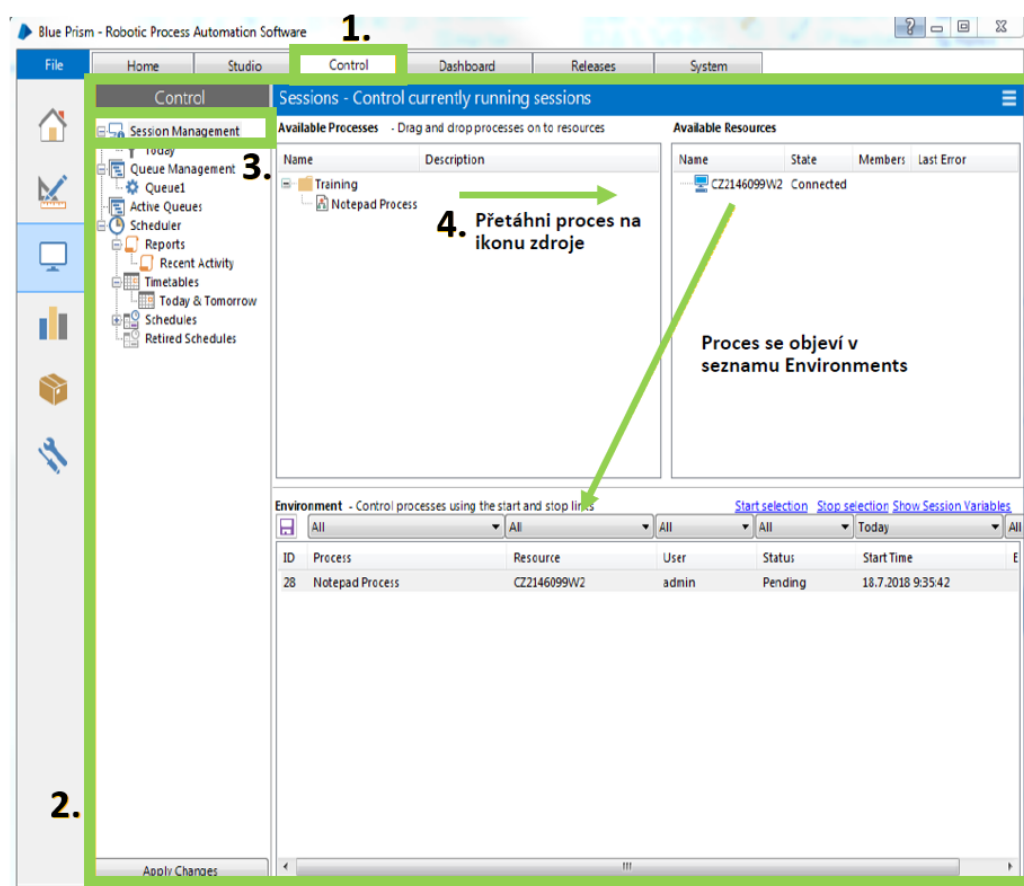 Blue Prism - Robotic Process Automation Software
1.
File Home Studio Control Dashboard Releases System
Control
Sessions - Control currently running sessions
Session Management
Today
Queue Management
Queue1
Active Queues
Scheduler
Reports
Recent Activity
Timetables
Today & Tomorrow
Schedules
Retired Schedules
3.
Available Processes - Drag and drop processes on to resources
Name Description
Training
Notepad Process
4. Přetáhni proces na
ikonu zdroje
Available Resources
Name State Members Last Error
CZ2146099W2 Connected
Proces se objeví v
seznamu Environments
Environment - Control processes using the start and stop links
Start selection Stop selection Show Session Variables
All All All All Today All
ID Process Resource User Status Start Time E
28 Notepad Process CZ2146099W2 admin Pending 18.7.2018 9:35:42
2.
Apply Changes